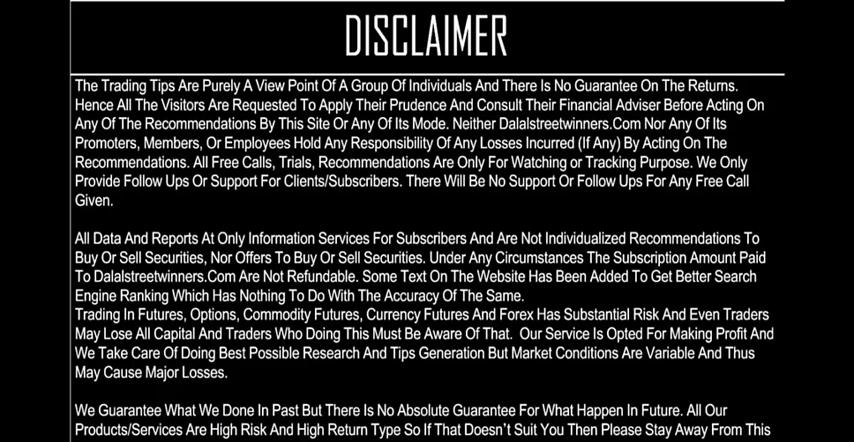 DISCLAIMER
The Trading Tips Are Purely A View Point Of A Group Of Individuals And There Is No Guarantee On The Returns.
Hence All The Visitors Are Requested To Apply Their Prudence And Consult Their Financial Adviser Before Acting On
Any Of The Recommendations By This Site Or Any Of Its Mode. Neither Dalalstreetwinners.Com Nor Any Of Its
Promoters, Members, Or Employees Hold Any Responsibility Of Any Losses Incurred (If Any) By Acting On The
Recommendations. All Free Calls, Trials, Recommendations Are Only For Watching or Tracking Purpose. We Only
Provide Follow Ups Or Support For Clients/Subscribers. There Will Be No Support Or Follow Ups For Any Free Call
Given.
All Data And Reports At Only Information Services For Subscribers And Are Not Individualized Recommendations To
Buy Or Sell Securities, Nor Offers To Buy Or Sell Securities. Under Any Circumstances The Subscription Amount Paid
To Dalalstreetwinners.Com Are Not Refundable. Some Text On The Website Has Been Added To Get Better Search
Engine Ranking Which Has Nothing To Do With The Accuracy Of The Same.
Trading In Futures, Options, Commodity Futures, Currency Futures And Forex Has Substantial Risk And Even Traders
May Lose All Capital And Traders Who Doing This Must Be Aware Of That. Our Service Is Opted For Making Profit And
We Take Care Of Doing Best Possible Research And Tips Generation But Market Conditions Are Variable And Thus
May Cause Major Losses.
We Guarantee What We Done In Past But There Is No Absolute Guarantee For What Happen In Future. All Our
Products/Services Are High Risk And High Return Type So If That Doesn't Suit You Then Please Stay Away From This